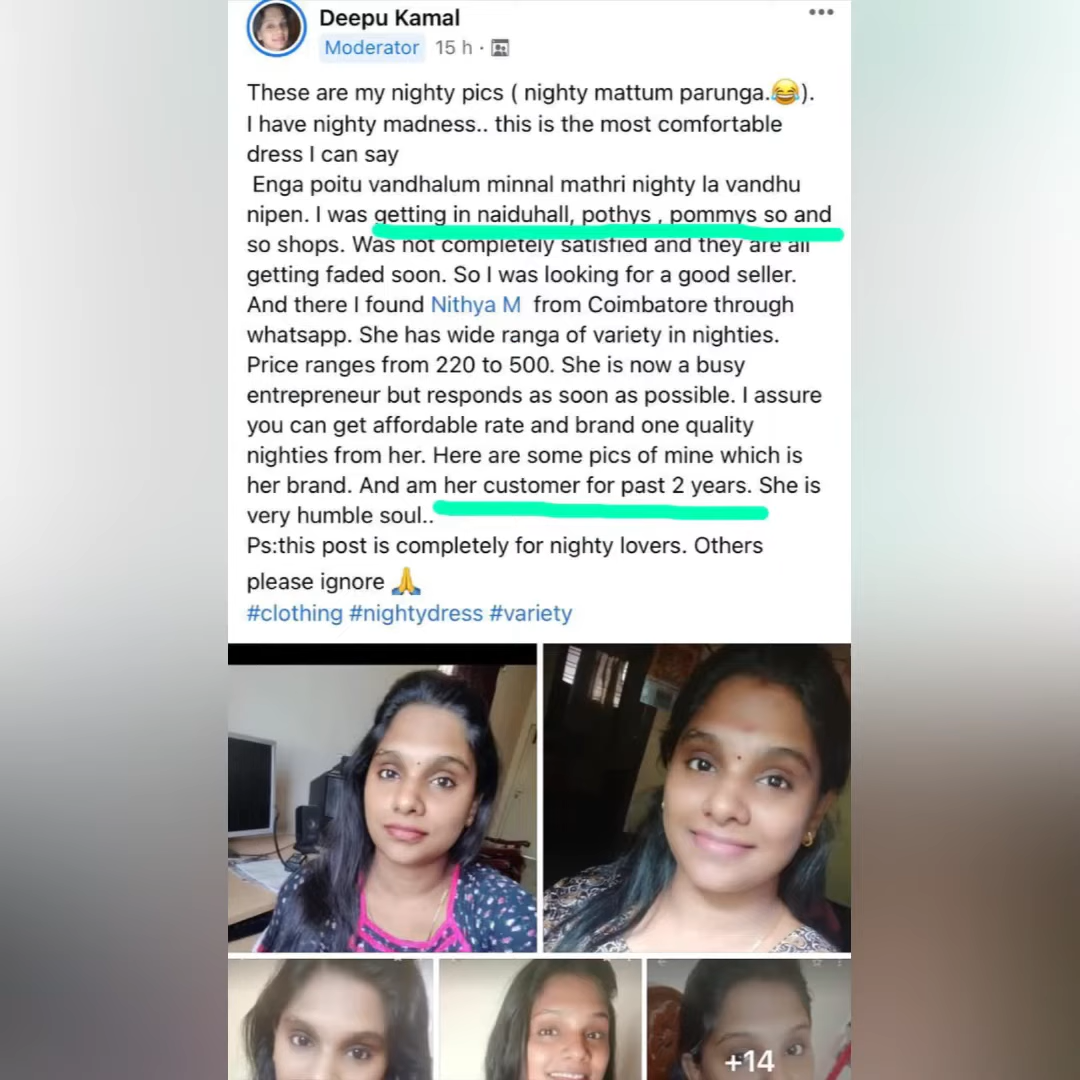 Deepu Kamal
Moderator 15 h ·
These are my nighty pics ( nighty mattum parunga.😂).
I have nighty madness.. this is the most comfortable
dress I can say
Enga poitu vandhalum minnal mathri nighty la vandhu
nipen. I was getting in naiduhall, pothys , pommys so and
so shops. Was not completely satisfied and they are all
getting faded soon. So I was looking for a good seller.
And there I found Nithya M from Coimbatore through
whatsapp. She has wide ranga of variety in nighties.
Price ranges from 220 to 500. She is now a busy
entrepreneur but responds as soon as possible. I assure
you can get affordable rate and brand one quality
nighties from her. Here are some pics of mine which is
her brand. And am her customer for past 2 years. She is
very humble soul..
Ps:this post is completely for nighty lovers. Others
please ignore 🙏
#clothing #nightydress #variety
+14